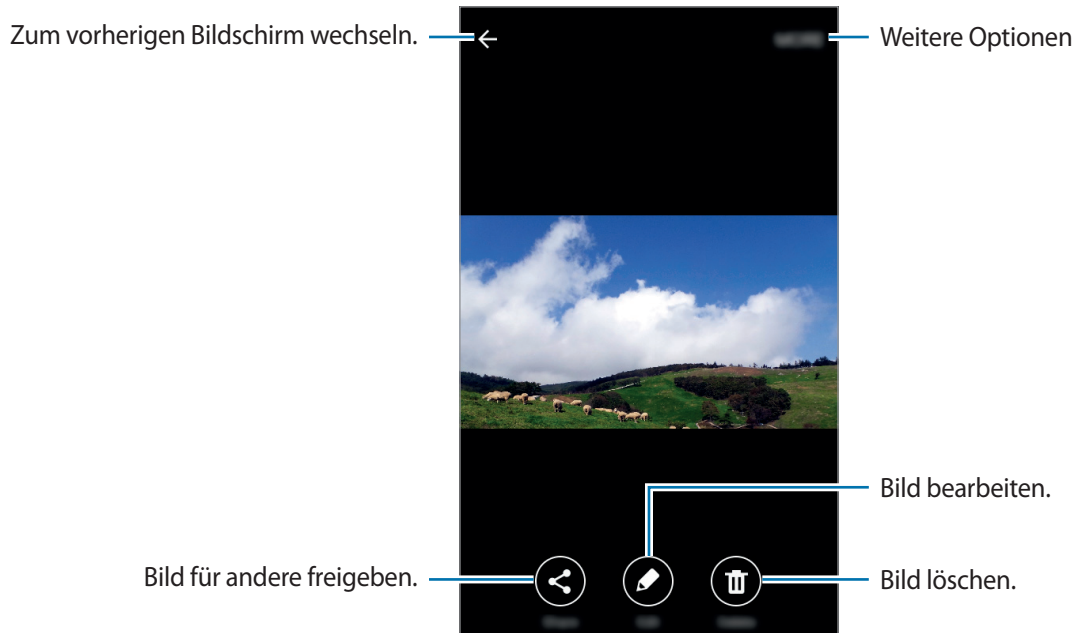 Zum vorherigen Bildschirm wechseln.
Weitere Optionen
Bild bearbeiten.
Bild für andere freigeben.
Bild löschen.